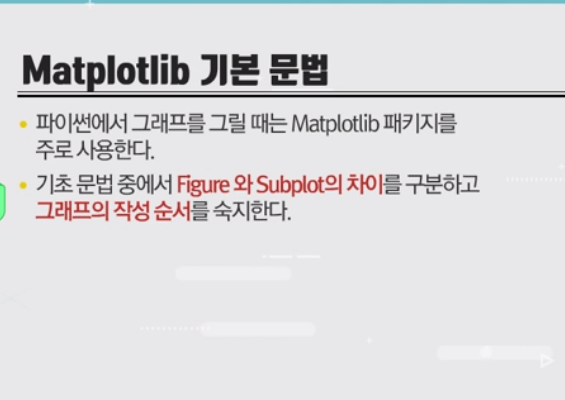 Matplotlib 기본 문법
• 파이썬에서 그래프를 그릴 때는 Matplotlib 패키지를
주로 사용한다.
• 기초 문법 중에서 Figure 와 Subplot의 차이를 구분하고
그래프의 작성 순서를 숙지한다.